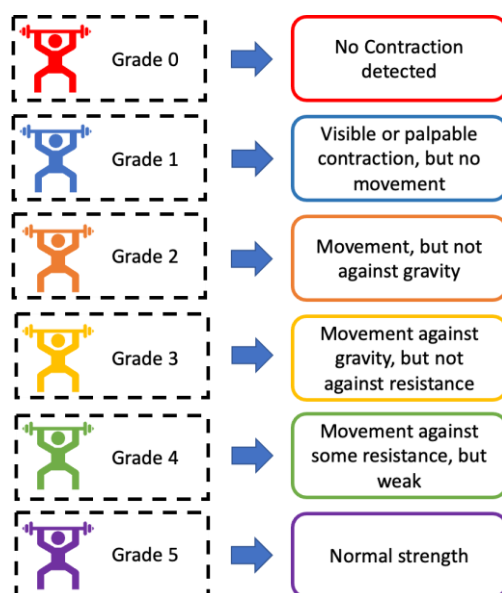 Grade 0
No Contraction
detected
Grade 1
Visible or palpable
contraction, but no
movement
Grade 2
Movement, but not
against gravity
Grade 3
Movement against
gravity, but not
against resistance
Grade 4
Movement against
some resistance, but
weak
Grade 5
Normal strength